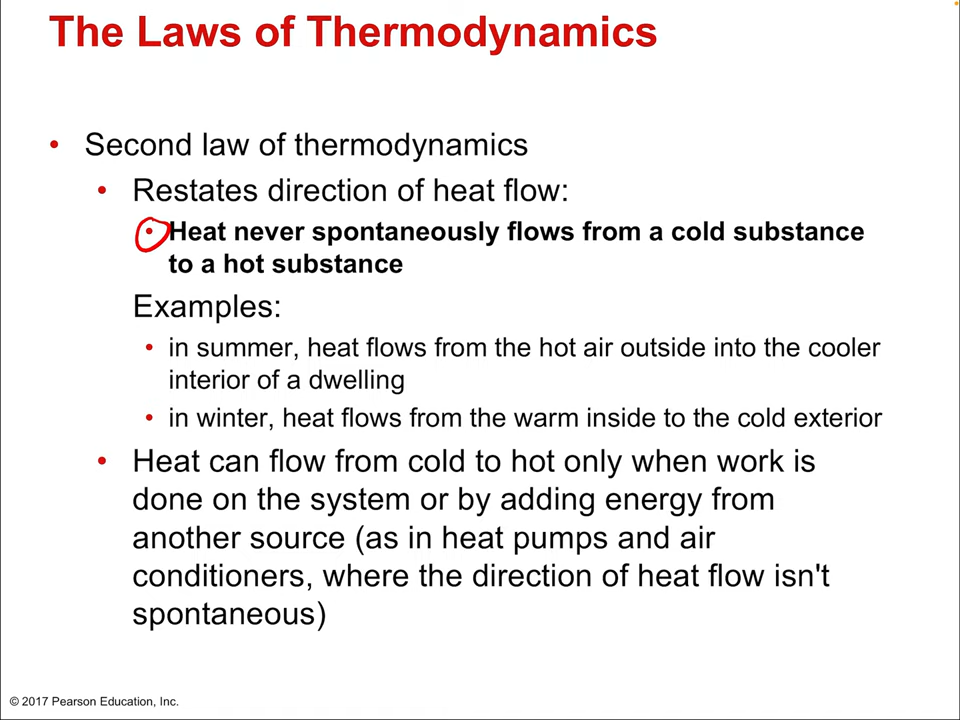 The Laws of Thermodynamics
• Second law of thermodynamics
• Restates direction of heat flow:
• Heat never spontaneously flows from a cold substance
to a hot substance
Examples:
• in summer, heat flows from the hot air outside into the cooler
interior of a dwelling
• in winter, heat flows from the warm inside to the cold exterior
• Heat can flow from cold to hot only when work is
done on the system or by adding energy from
another source (as in heat pumps and air
conditioners, where the direction of heat flow isn't
spontaneous)
© 2017 Pearson Education, Inc.